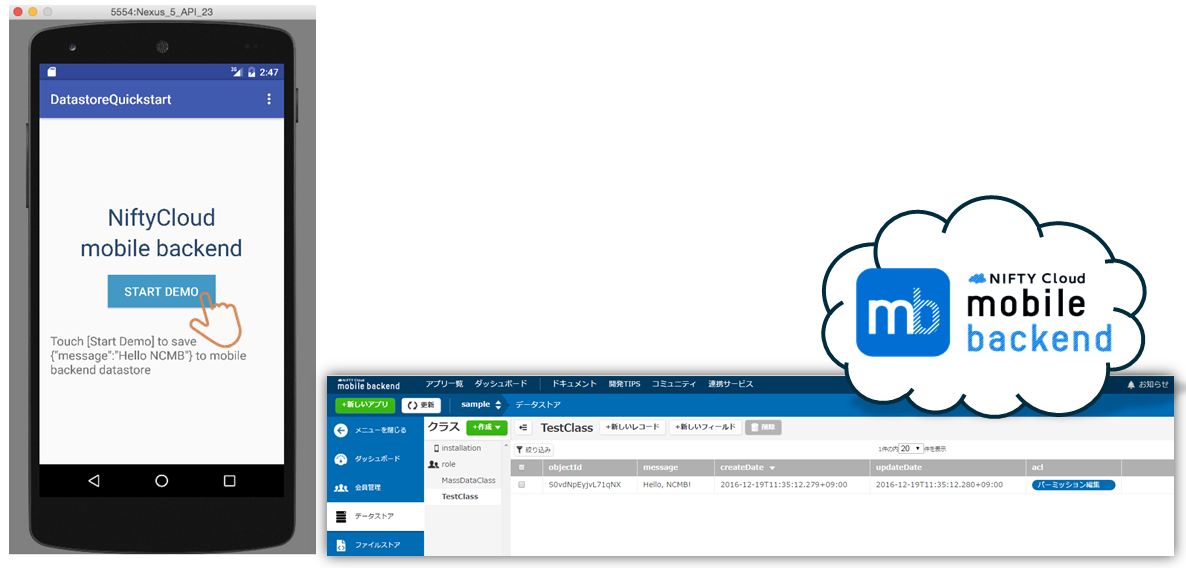 5554:Nexus_5_API_23
3G 2:47
DatastoreQuickstart
NiftyCloud
mobile backend
START DEMO
Touch [Start Demo] to save
{"message":"Hello NCMB"} to mobile
backend datastore
mb
NIFTY Cloud
mobile
backend
NIFTY Cloud
mobile backend アプリ一覧 ダッシュボード ドキュメント 開発TIPS コミュニティ 連携サービス お知らせ
+新しいアプリ 更新 sample データストア
メニューを閉じる クラス +作成 TestClass +新しいレコード +新しいフィールド 削除
installation 絞り込み 1件の内 20 件を表示
ダッシュボード role objectId message createDate updateDate acl
MassDataClass S0vdNpEyjvL71qNX Hello, NCMB! 2016-12-19T11:35:12.279+09:00 2016-12-19T11:35:12.280+09:00 パーミッション編集
会員管理
TestClass
データストア
ファイルストア